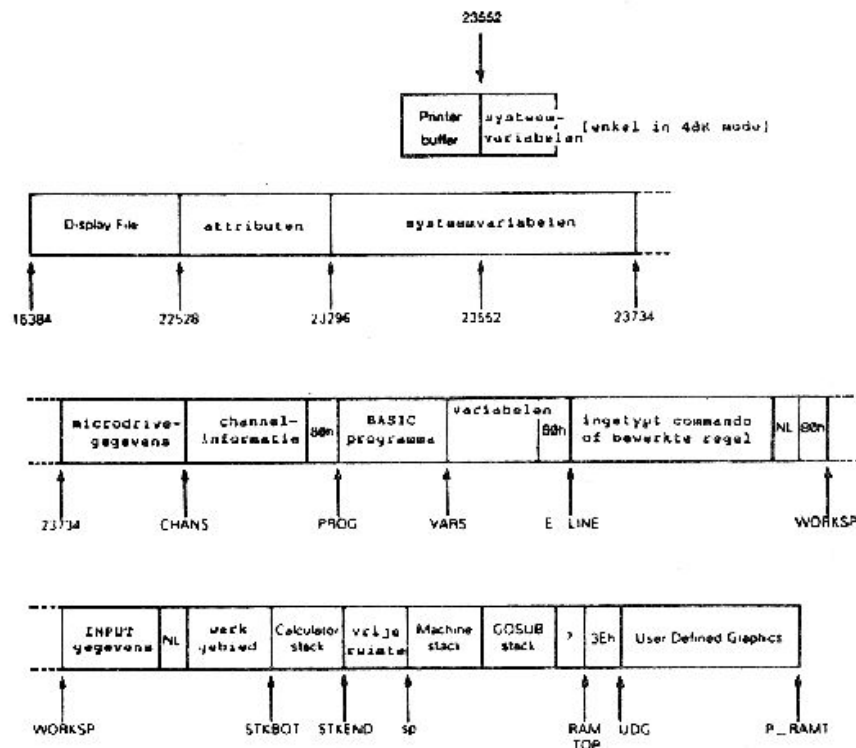 23552
Printer buffer
systeem-variabelen
[enkel in 48K mode]
Display File
attributen
systeemvariabelen
16384
22528
23296
23552
23734
microdrive-gegevens
channel-informatie
80h
BASIC programma
variabelen
80h
ingetypt commando of bewerkte regel
NL
80h
23734
CHANS
PROG
VARS
E_LINE
WORKSP
INPUT gegevens
NL
werk gebied
Calculator stack
vrije ruimte
Machine stack
GOSUB stack
?
3Eh
User Defined Graphics
WORKSP
STKBOT
STKEND
sp
RAM TOP
UDG
P_RAMT